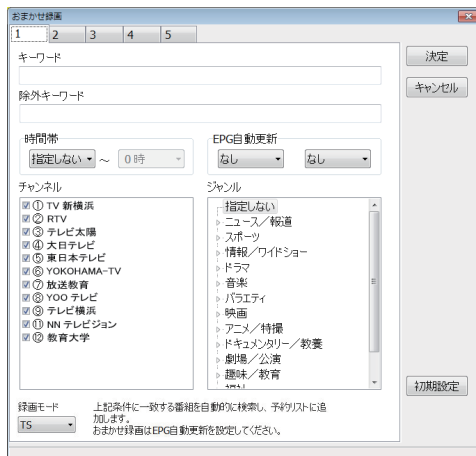 おまかせ録画
1 2 3 4 5
キーワード
除外キーワード
時間帯
指定しない ～ 0時
EPG自動更新
なし なし
チャンネル
① TV 新横浜
② RTV
③ テレビ太陽
④ 大日テレビ
⑤ 東日本テレビ
⑥ YOKOHAMA-TV
⑦ 放送教育
⑧ YOO テレビ
⑨ テレビ横浜
⑪ NN テレビジョン
⑫ 教育大学
ジャンル
指定しない
ニュース／報道
スポーツ
情報／ワイドショー
ドラマ
音楽
バラエティ
映画
アニメ／特撮
ドキュメンタリー／教養
劇場／公演
趣味／教育
福祉
録画モード
TS
上記条件に一致する番組を自動的に検索し、予約リストに追
加します。
おまかせ録画はEPG自動更新を設定してください。
決定
キャンセル
初期設定